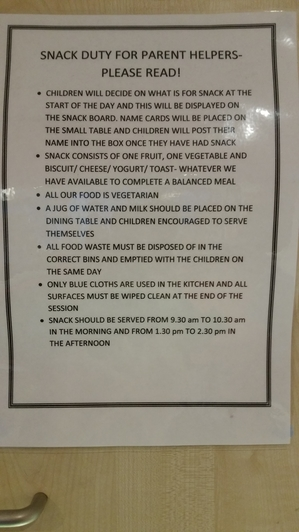 SNACK DUTY FOR PARENT HELPERS-
PLEASE READ!
• CHILDREN WILL DECIDE ON WHAT IS FOR SNACK AT THE
START OF THE DAY AND THIS WILL BE DISPLAYED ON
THE SNACK BOARD. NAME CARDS WILL BE PLACED ON
THE SMALL TABLE AND CHILDREN WILL POST THEIR
NAME INTO THE BOX ONCE THEY HAVE HAD SNACK
• SNACK CONSISTS OF ONE FRUIT, ONE VEGETABLE AND
BISCUIT/ CHEESE/ YOGURT/ TOAST- WHATEVER WE
HAVE AVAILABLE TO COMPLETE A BALANCED MEAL
• ALL OUR FOOD IS VEGETARIAN
• A JUG OF WATER AND MILK SHOULD BE PLACED ON THE
DINING TABLE AND CHILDREN ENCOURAGED TO SERVE
THEMSELVES
• ALL FOOD WASTE MUST BE DISPOSED OF IN THE
CORRECT BINS AND EMPTIED WITH THE CHILDREN ON
THE SAME DAY
• ONLY BLUE CLOTHS ARE USED IN THE KITCHEN AND ALL
SURFACES MUST BE WIPED CLEAN AT THE END OF THE
SESSION
• SNACK SHOULD BE SERVED FROM 9.30 am TO 10.30 am
IN THE MORNING AND FROM 1.30 pm TO 2.30 pm IN
THE AFTERNOON